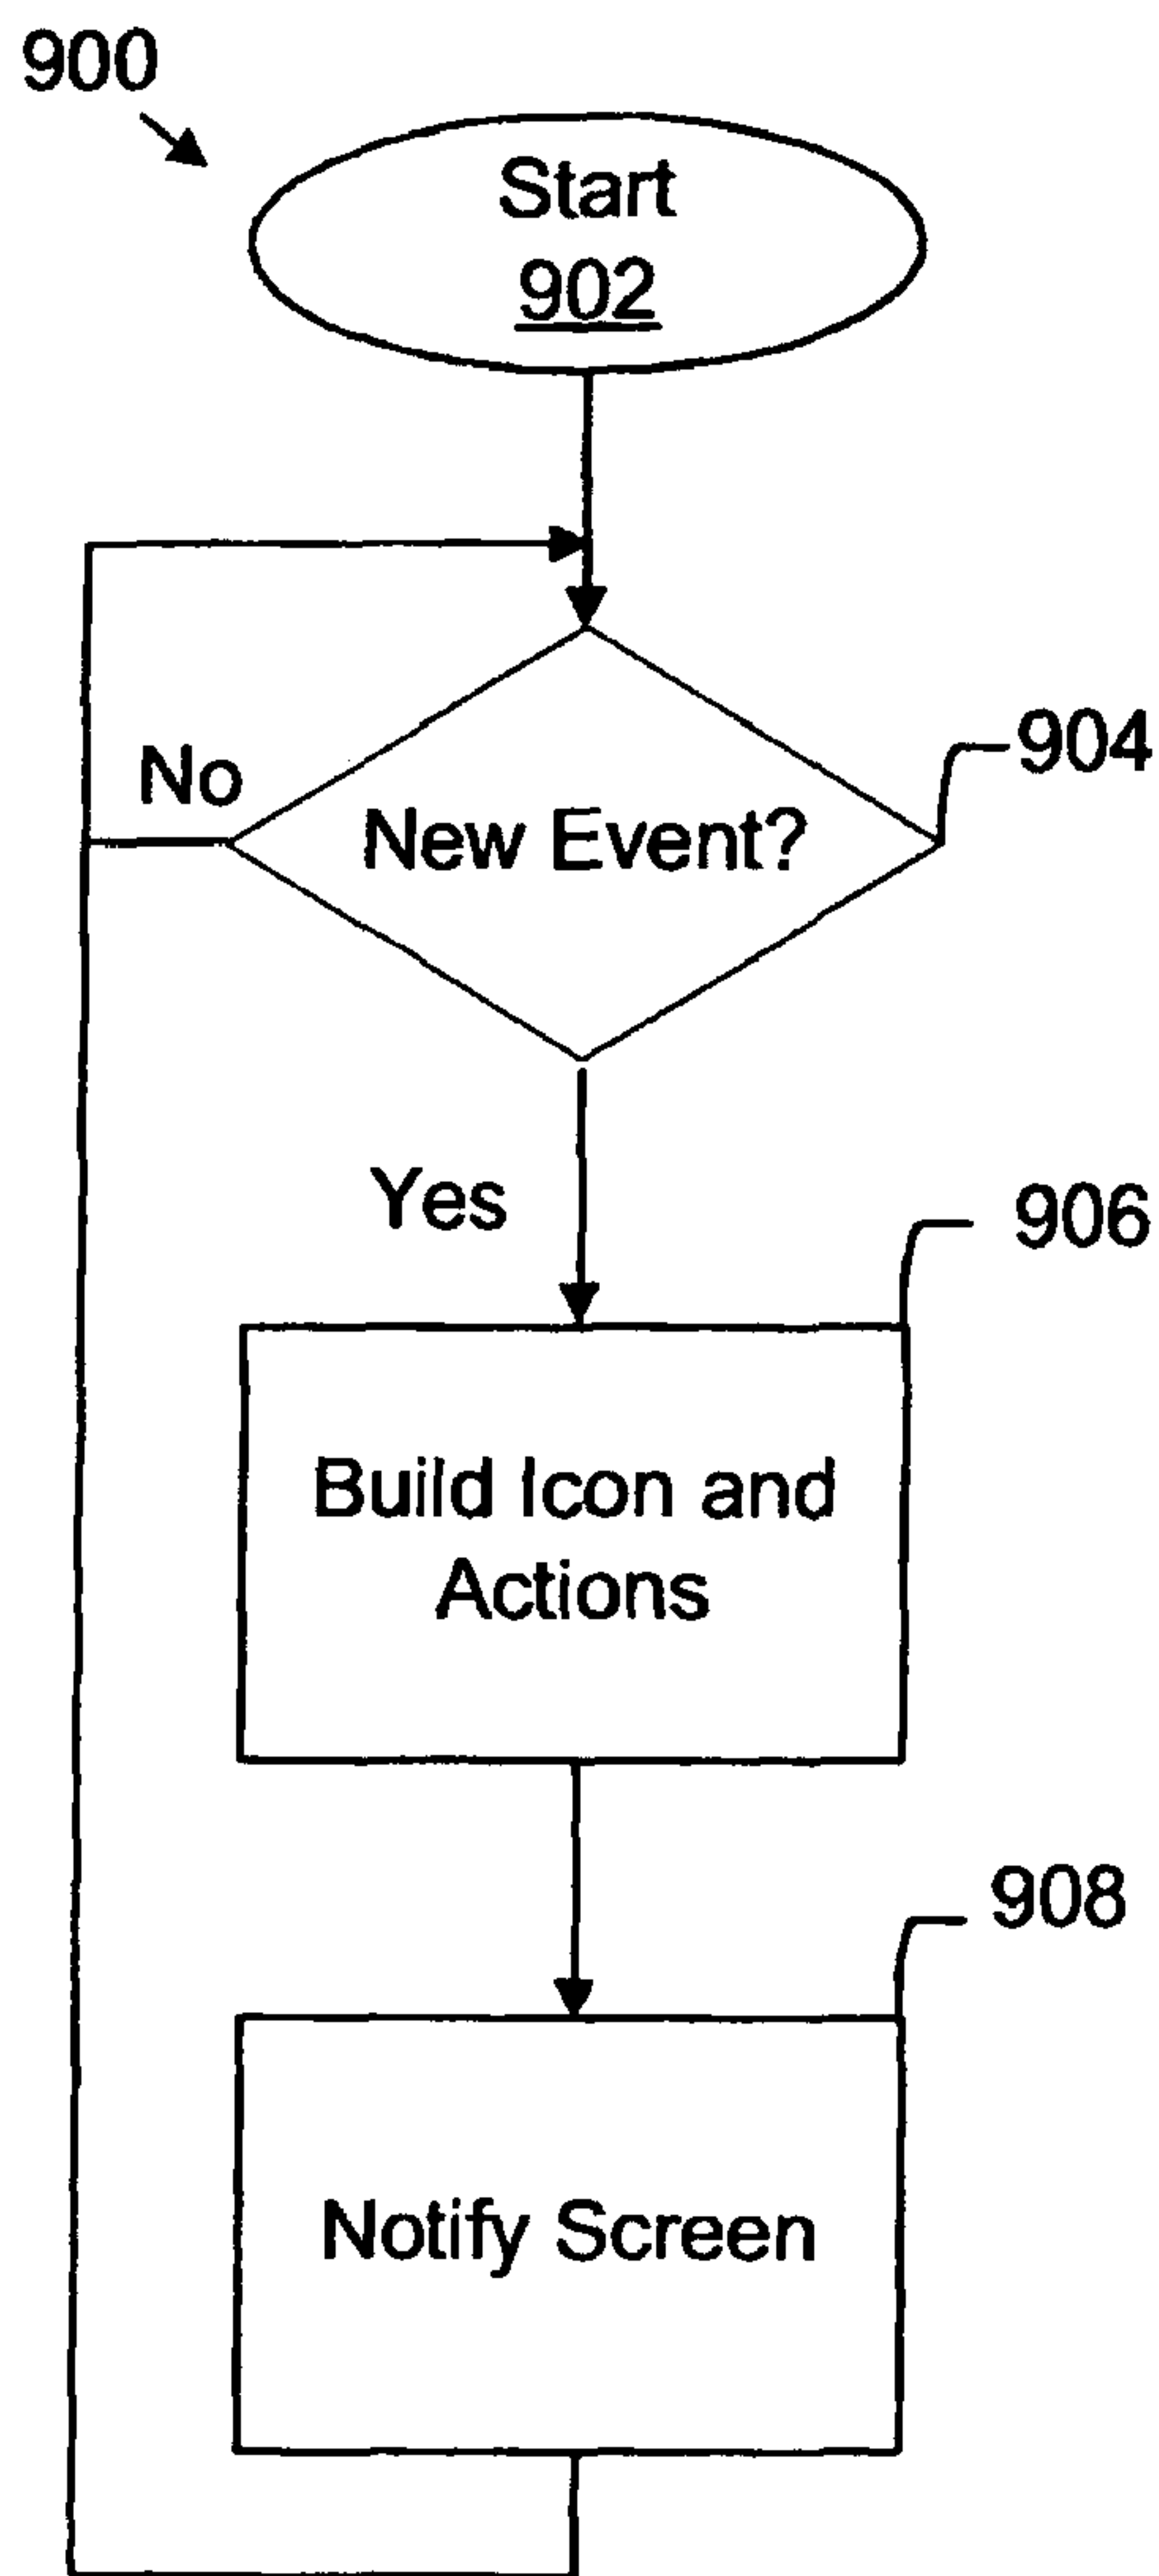 900
Start
902
904
No
New Event?
Yes
906
Build Icon and
Actions
908
Notify Screen